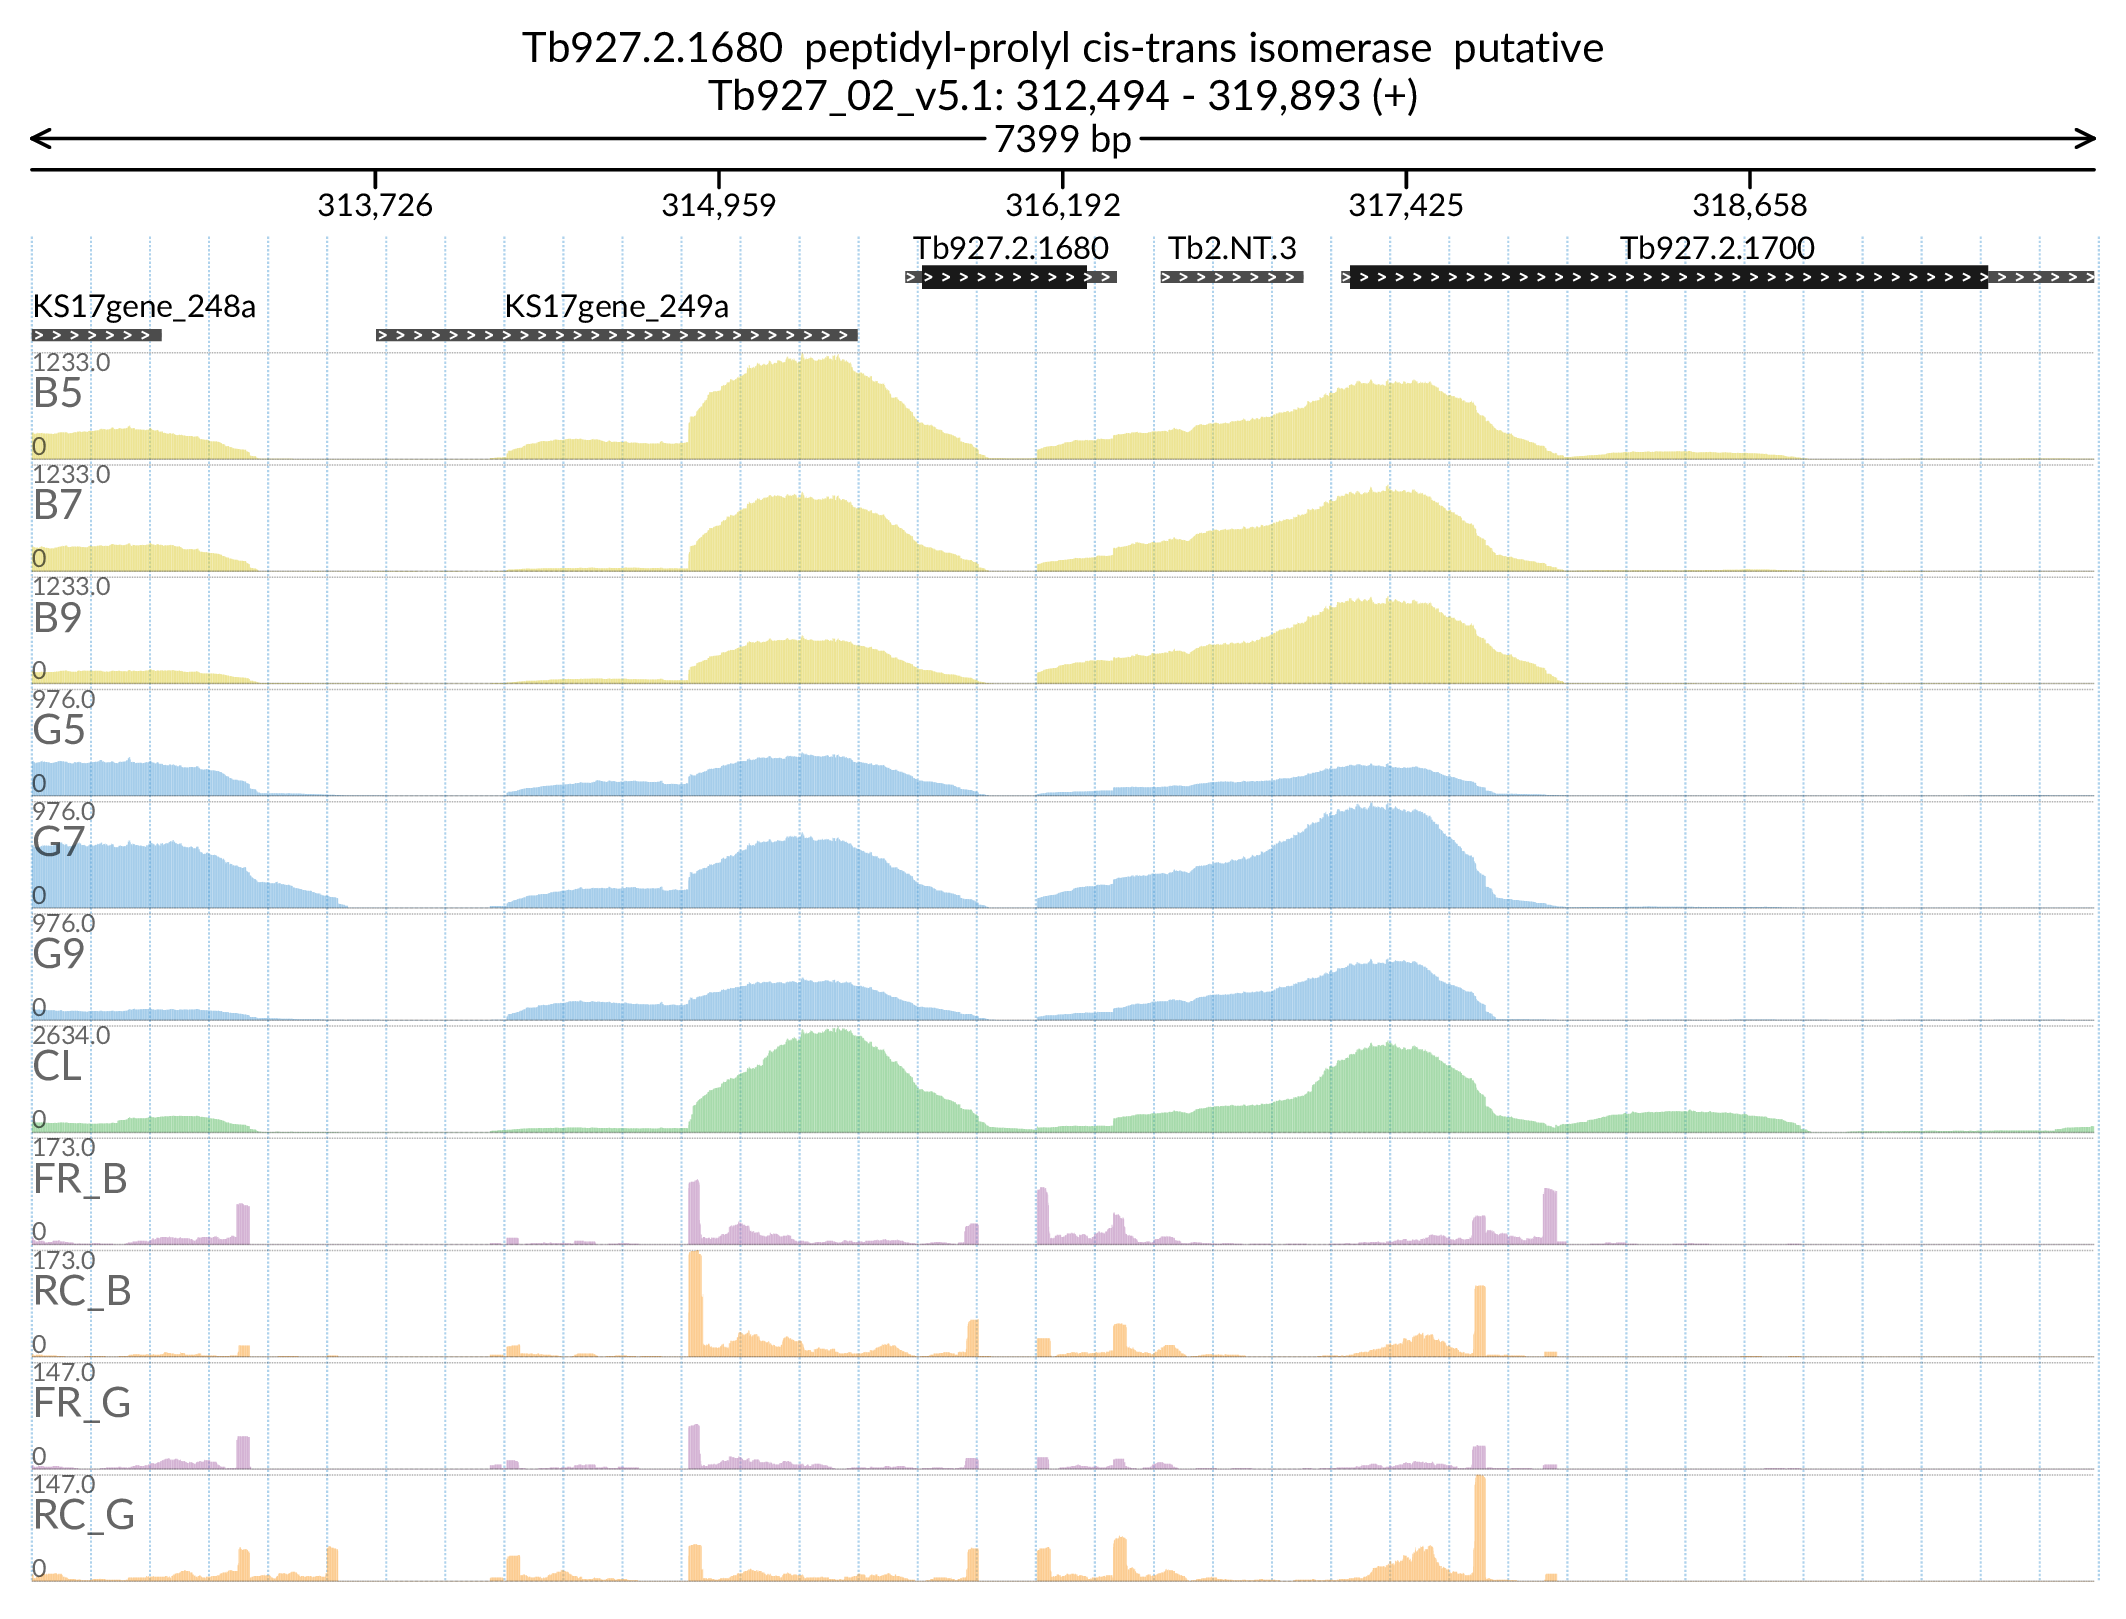 Tb927.2.1680  peptidyl-prolyl cis-trans isomerase  putative
Tb927_02_v5.1: 312,494 - 319,893 (+)
7399 bp
313,726 314,959 316,192 317,425 318,658
Tb927.2.1680 Tb2.NT.3 Tb927.2.1700
KS17gene_248a KS17gene_249a
1233.0
B5
0
1233.0
B7
0
1233.0
B9
0
976.0
G5
0
976.0
G7
0
976.0
G9
0
2634.0
CL
0
173.0
FR_B
0
173.0
RC_B
0
147.0
FR_G
0
147.0
RC_G
0